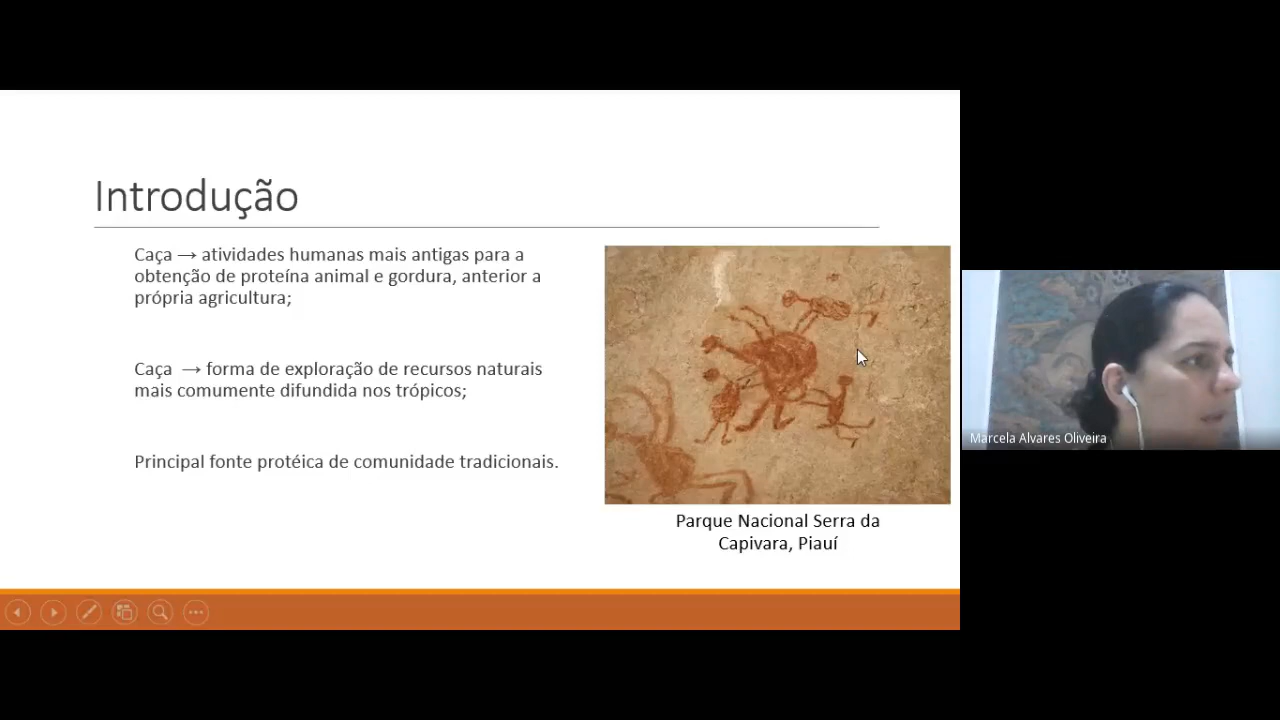 Introdução
Caça → atividades humanas mais antigas para a
obtenção de proteína animal e gordura, anterior a
própria agricultura;
Caça → forma de exploração de recursos naturais
mais comumente difundida nos trópicos;
Principal fonte protéica de comunidade tradicionais.
Parque Nacional Serra da
Capivara, Piauí
Marcela Alvares Oliveira